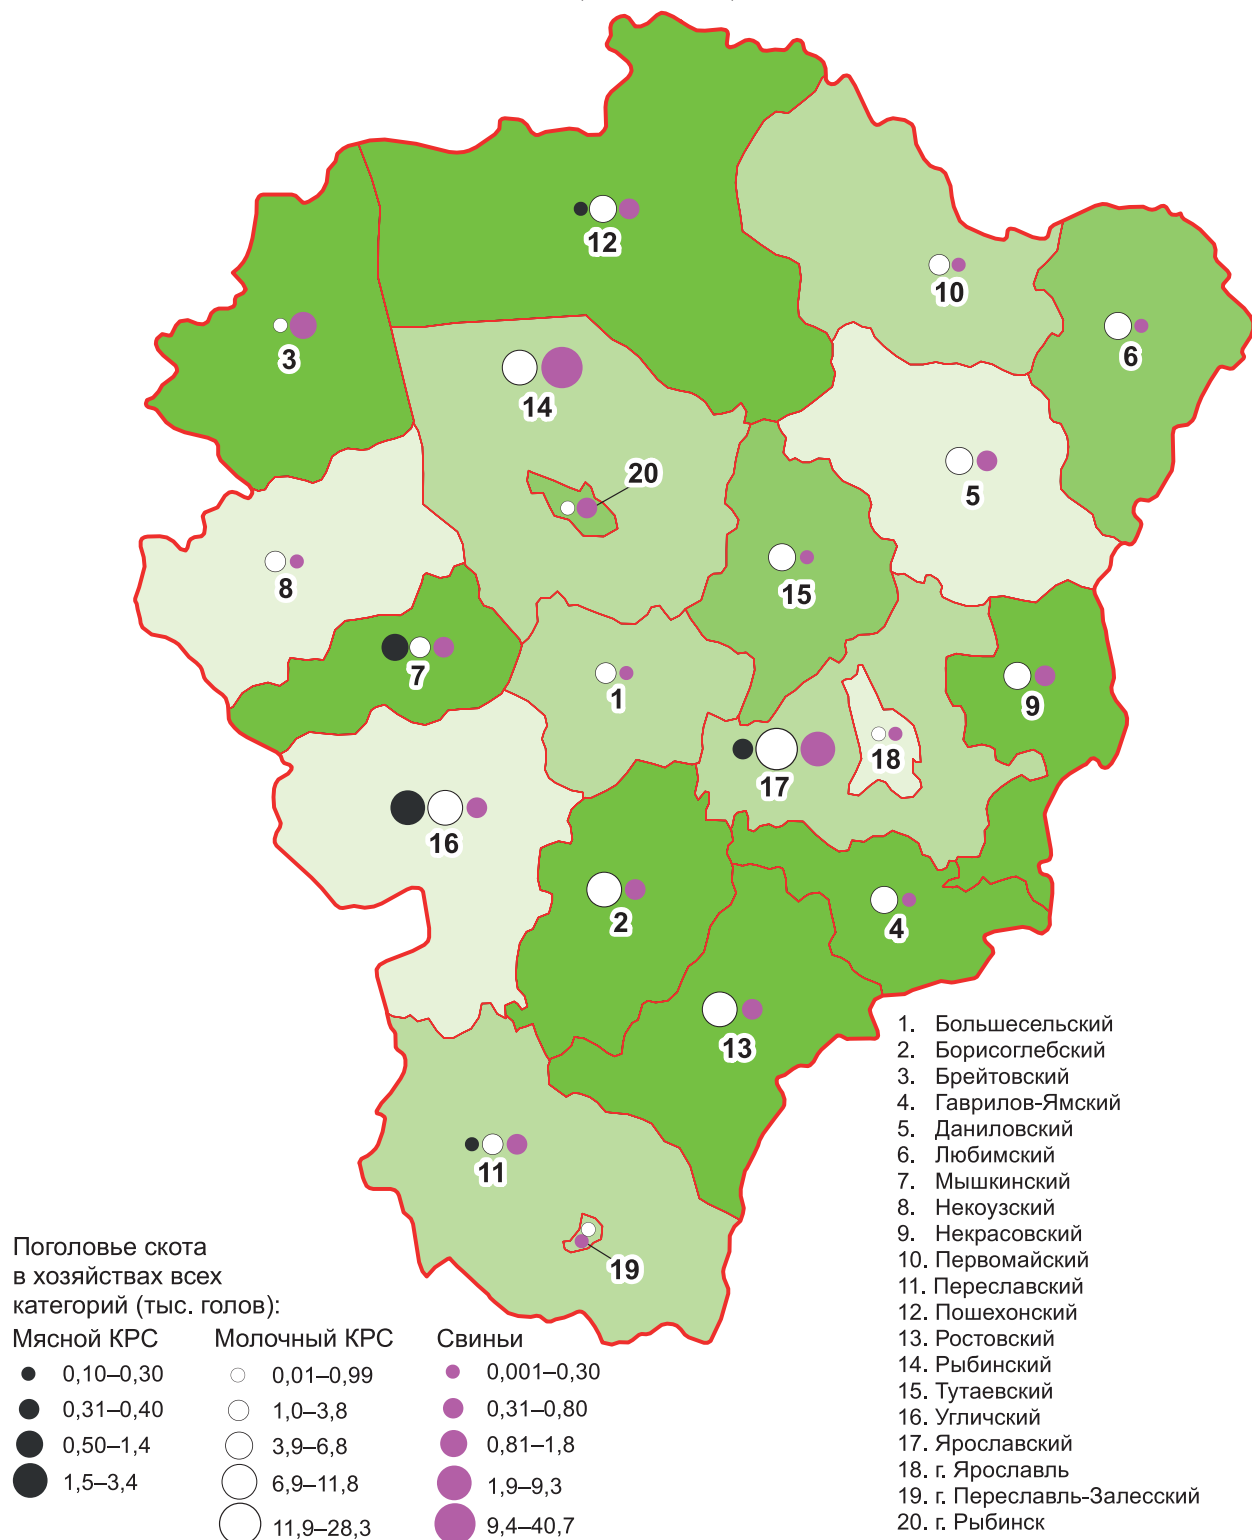 12
10
3
6
14
20
5
8
15
7
1
9
18
17
16
2
4
13
11
19
1. Большесельский
2. Борисоглебский
3. Брейтовский
4. Гаврилов-Ямский
5. Даниловский
6. Любимский
7. Мышкинский
8. Некоузский
9. Некрасовский
10. Первомайский
11. Переславский
12. Пошехонский
13. Ростовский
14. Рыбинский
15. Тутаевский
16. Угличский
17. Ярославский
18. г. Ярославль
19. г. Переславль-Залесский
20. г. Рыбинск
Поголовье скота
в хозяйствах всех
категорий (тыс. голов):
Мясной КРС
0,10–0,30
0,31–0,40
0,50–1,4
1,5–3,4
Молочный КРС
0,01–0,99
1,0–3,8
3,9–6,8
6,9–11,8
11,9–28,3
Свиньи
0,001–0,30
0,31–0,80
0,81–1,8
1,9–9,3
9,4–40,7